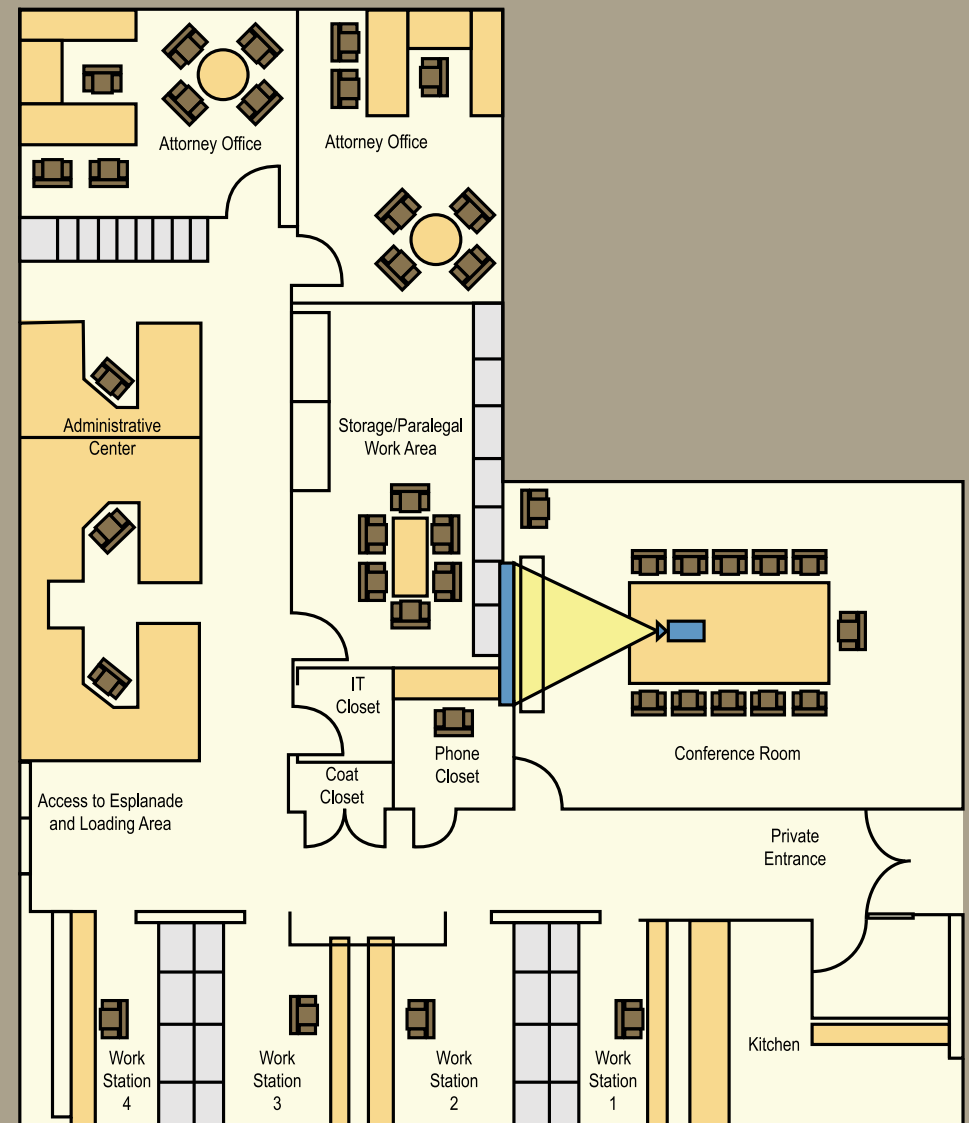 Attorney Office
Attorney Office
Administrative
Center
Storage/Paralegal
Work Area
IT
Closet
Phone
Closet
Conference Room
Coat
Closet
Access to Esplanade
and Loading Area
Private
Entrance
Work
Station
4
Work
Station
3
Work
Station
2
Work
Station
1
Kitchen